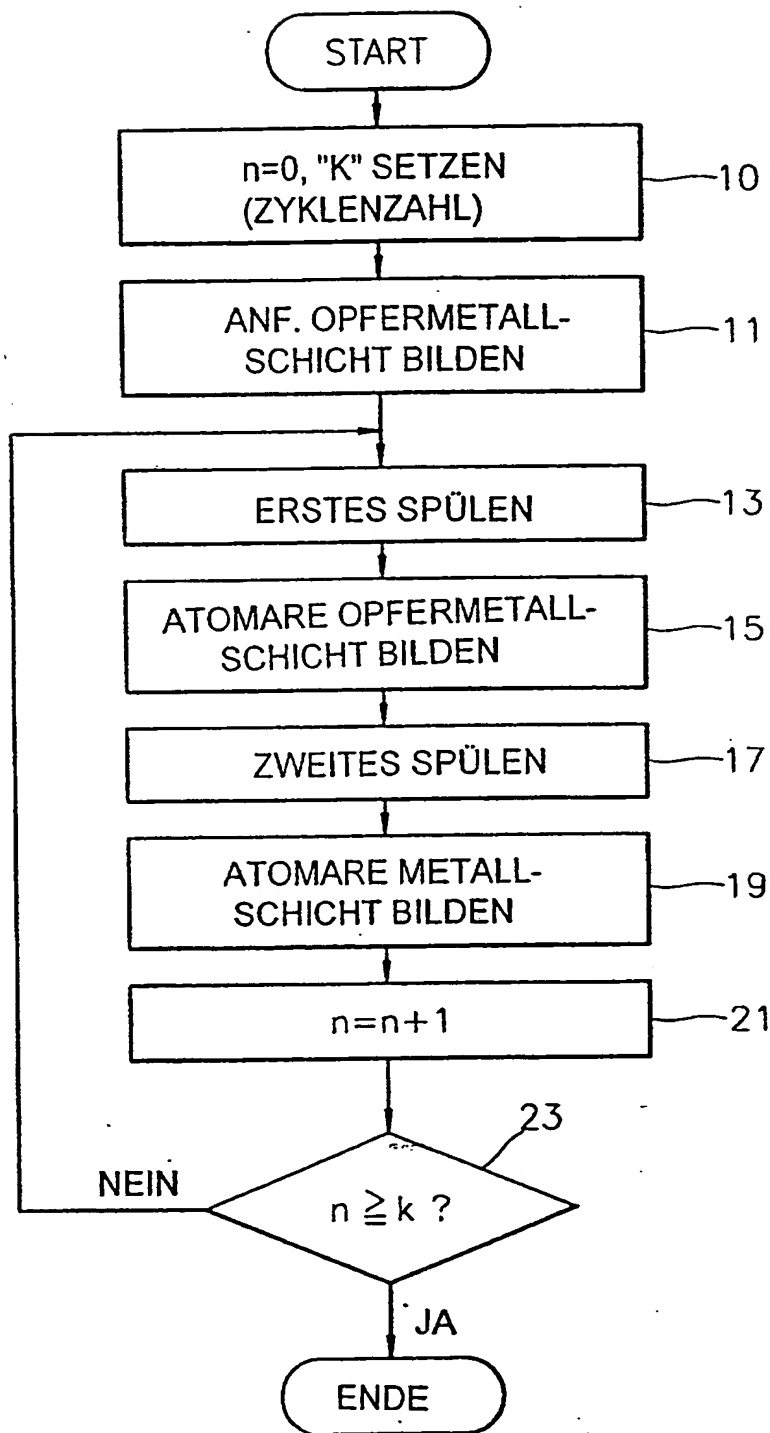 START
n=0, "K" SETZEN
(ZYKLENZAHL)
10
ANF. OPFERMETALL-
SCHICHT BILDEN
11
ERSTES SPÜLEN
13
ATOMARE OPFERMETALL-
SCHICHT BILDEN
15
ZWEITES SPÜLEN
17
ATOMARE METALL-
SCHICHT BILDEN
19
n=n+1
21
23
NEIN
n ≧ k ?
JA
ENDE